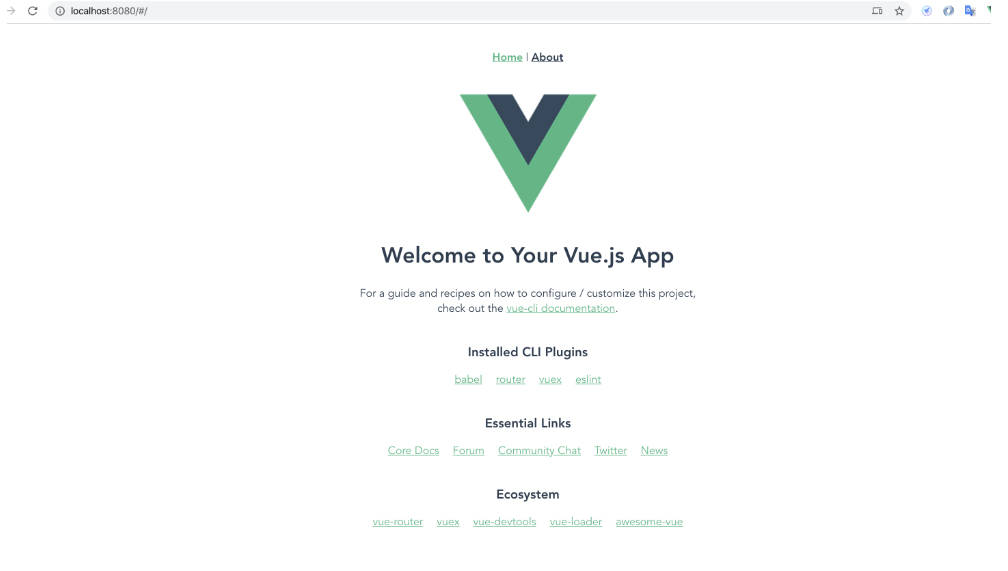 localhost:8080/#/
Home | About
Welcome to Your Vue.js App
For a guide and recipes on how to configure / customize this project,
check out the vue-cli documentation.
Installed CLI Plugins
babel router vuex eslint
Essential Links
Core Docs Forum Community Chat Twitter News
Ecosystem
vue-router vuex vue-devtools vue-loader awesome-vue